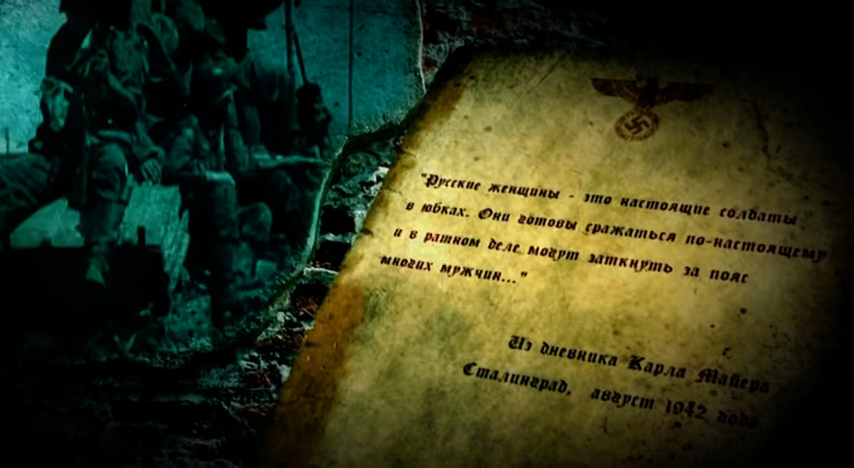 "Русские женщины - это настоящие солдаты
в юбках. Они готовы сражаться по-настоящему
и в ратном деле могут заткнуть за пояс
многих мужчин..."
Из дневника Карла Майера
Сталинград, август 1942 года